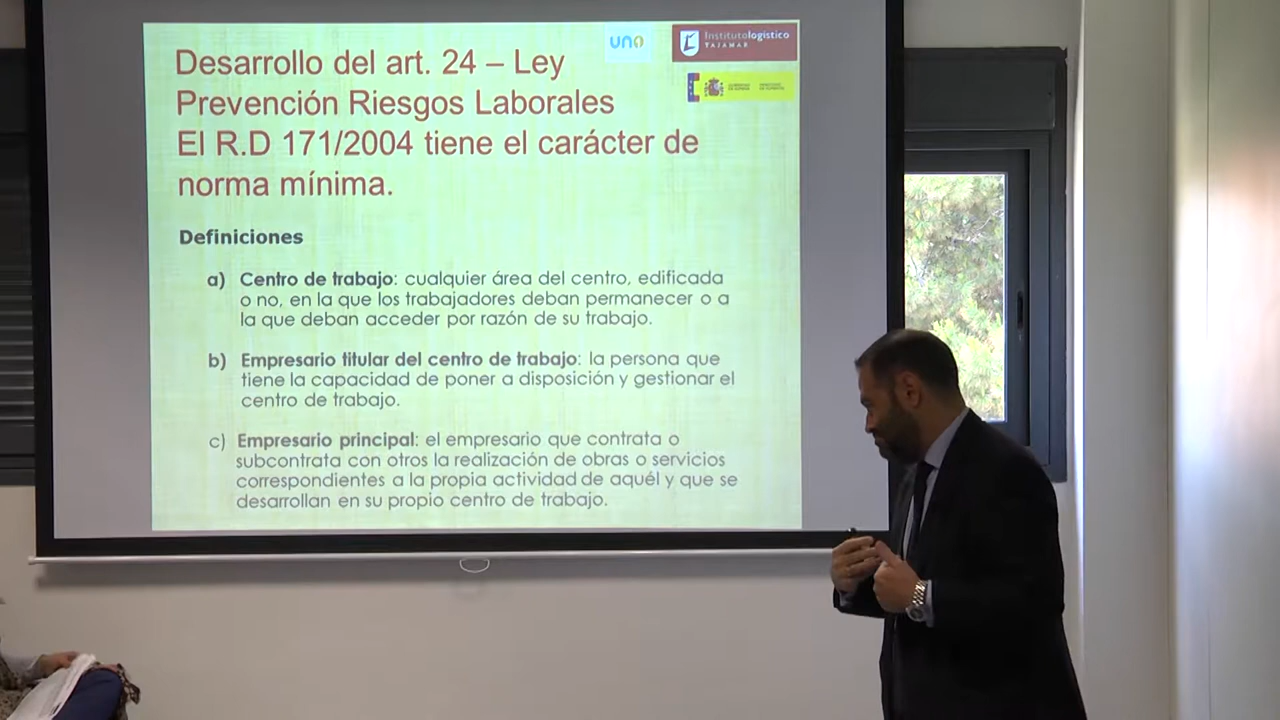 uno
Institutologístico
TAJAMAR
Desarrollo del art. 24 – Ley
Prevención Riesgos Laborales
El R.D 171/2004 tiene el carácter de
norma mínima.
Definiciones
a) Centro de trabajo: cualquier área del centro, edificada
o no, en la que los trabajadores deban permanecer o a
la que deban acceder por razón de su trabajo.
b) Empresario titular del centro de trabajo: la persona que
tiene la capacidad de poner a disposición y gestionar el
centro de trabajo.
c) Empresario principal: el empresario que contrata o
subcontrata con otros la realización de obras o servicios
correspondientes a la propia actividad de aquél y que se
desarrollan en su propio centro de trabajo.